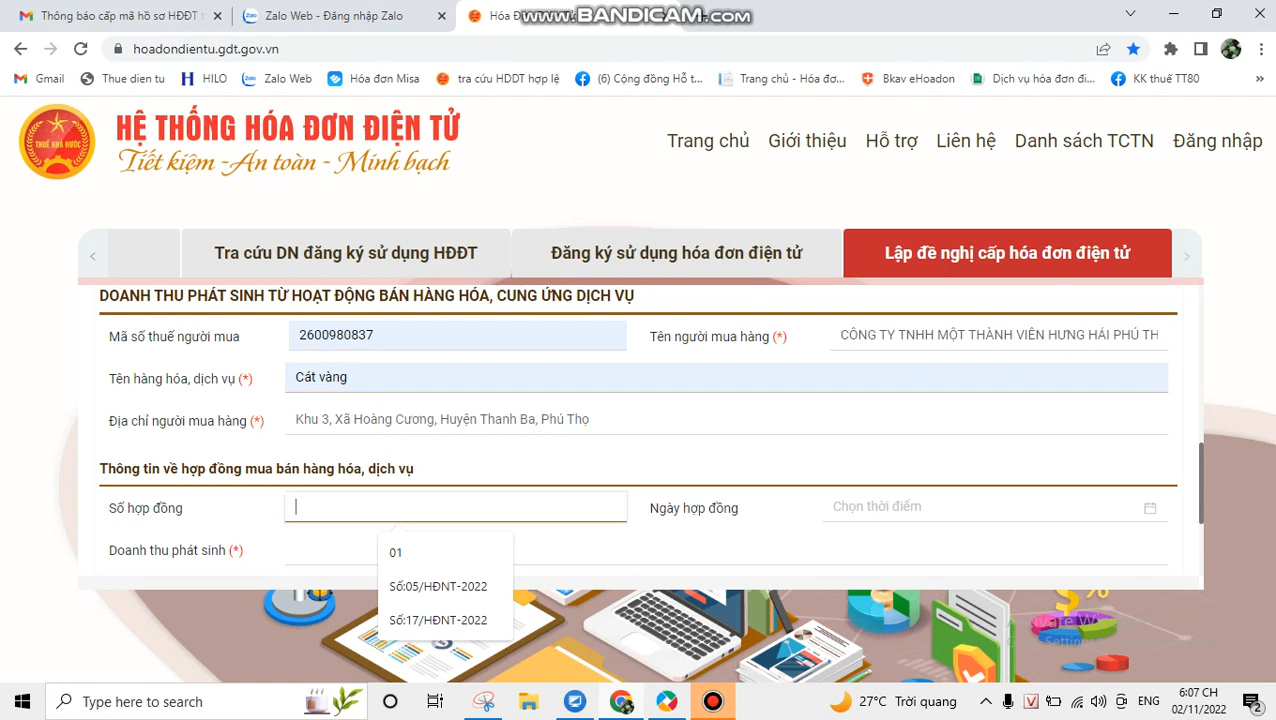 Thông báo cấp mã hồ sơ HĐĐT t
Zalo Web - Đăng nhập Zalo
Hóa Đ
www.BANDICAM.com
hoadondientu.gdt.gov.vn
Gmail
Thue dien tu
HILO
Zalo Web
Hóa đơn Misa
tra cứu HDDT hợp lệ
(6) Cộng đồng Hỗ t...
Trang chủ - Hóa đơ...
Bkav eHoadon
Dịch vụ hóa đơn đi...
KK thuế TT80
»
THUẾ NHÀ NƯỚC
HỆ THỐNG HÓA ĐƠN ĐIỆN TỬ
Tiết kiệm -An toàn - Minh bạch
Trang chủ
Giới thiệu
Hỗ trợ
Liên hệ
Danh sách TCTN
Đăng nhập
Tra cứu DN đăng ký sử dụng HĐĐT
Đăng ký sử dụng hóa đơn điện tử
Lập đề nghị cấp hóa đơn điện tử
DOANH THU PHÁT SINH TỪ HOẠT ĐỘNG BÁN HÀNG HÓA, CUNG ỨNG DỊCH VỤ
Mã số thuế người mua
2600980837
Tên người mua hàng (*)
CÔNG TY TNHH MỘT THÀNH VIÊN HƯNG HẢI PHÚ TH
Tên hàng hóa, dịch vụ (*)
Cát vàng
Địa chỉ người mua hàng (*)
Khu 3, Xã Hoàng Cương, Huyện Thanh Ba, Phú Thọ
Thông tin về hợp đồng mua bán hàng hóa, dịch vụ
Số hợp đồng
Ngày hợp đồng
Chọn thời điểm
Doanh thu phát sinh (*)
01
Số:05/HĐNT-2022
Số:17/HĐNT-2022
Type here to search
27°C Trời quang
ENG
6:07 CH
02/11/2022
2